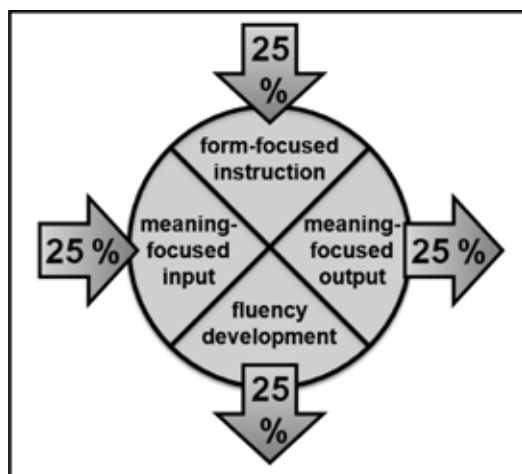 25
%
form-focused
instruction
25 %
meaning-
focused
input
meaning-
focused
output
25 %
fluency
development
25
%